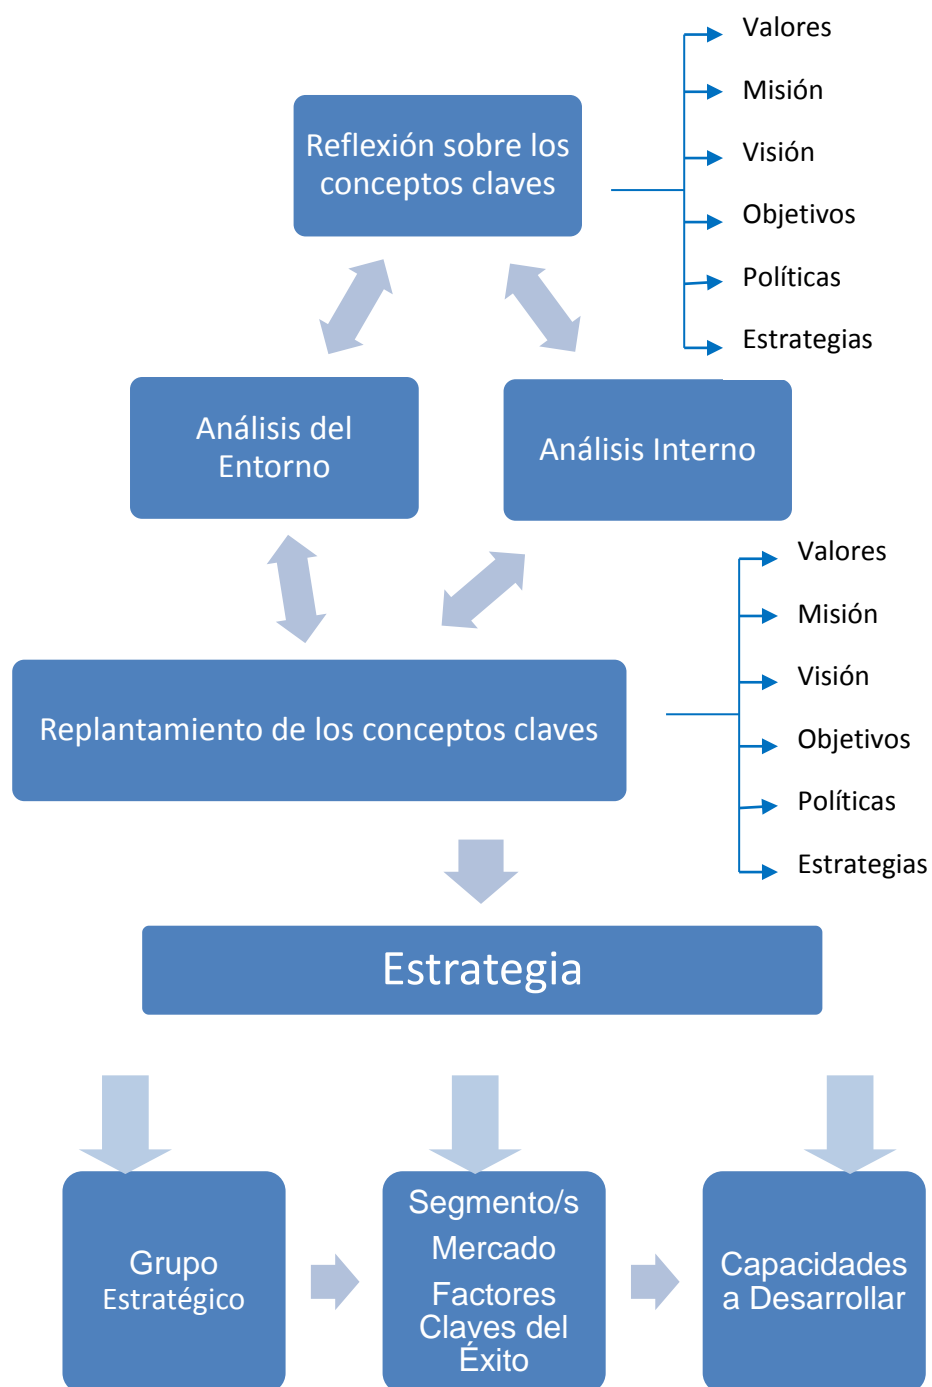 Valores
Misión
Visión
Objetivos
Políticas
Estrategias
Reflexión sobre los
conceptos claves
Análisis del
Entorno
Análisis Interno
Valores
Misión
Visión
Objetivos
Políticas
Estrategias
Replantamiento de los conceptos claves
Estrategia
Grupo
Estratégico
Segmento/s
Mercado
Factores
Claves del
Éxito
Capacidades
a Desarrollar